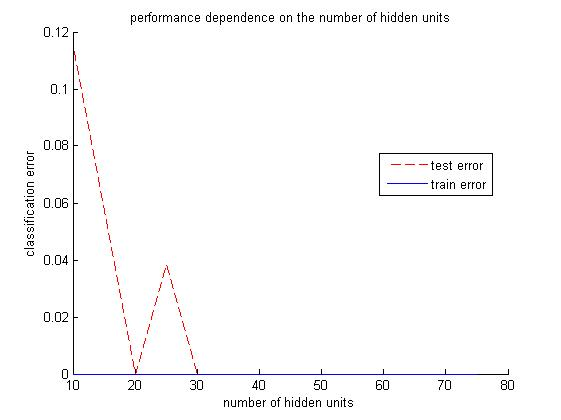 performance dependence on the number of hidden units
0.12
0.1
0.08
0.06
0.04
0.02
0
classification error
test error
train error
10 20 30 40 50 60 70 80
number of hidden units